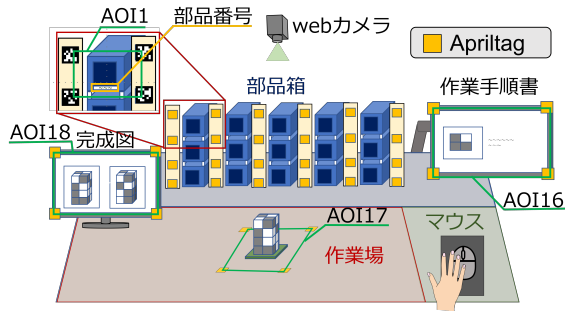 AOI1
部品番号
webカメラ
Apriltag
部品箱
作業手順書
AOI18
完成図
AOI16
AOI17
マウス
作業場